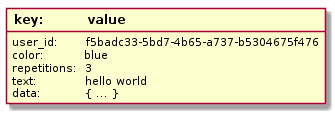 key: value
user_id: f5badc33-5bd7-4b65-a737-b5304675f476
color: blue
repetitions: 3
text: hello world
data: { ... }